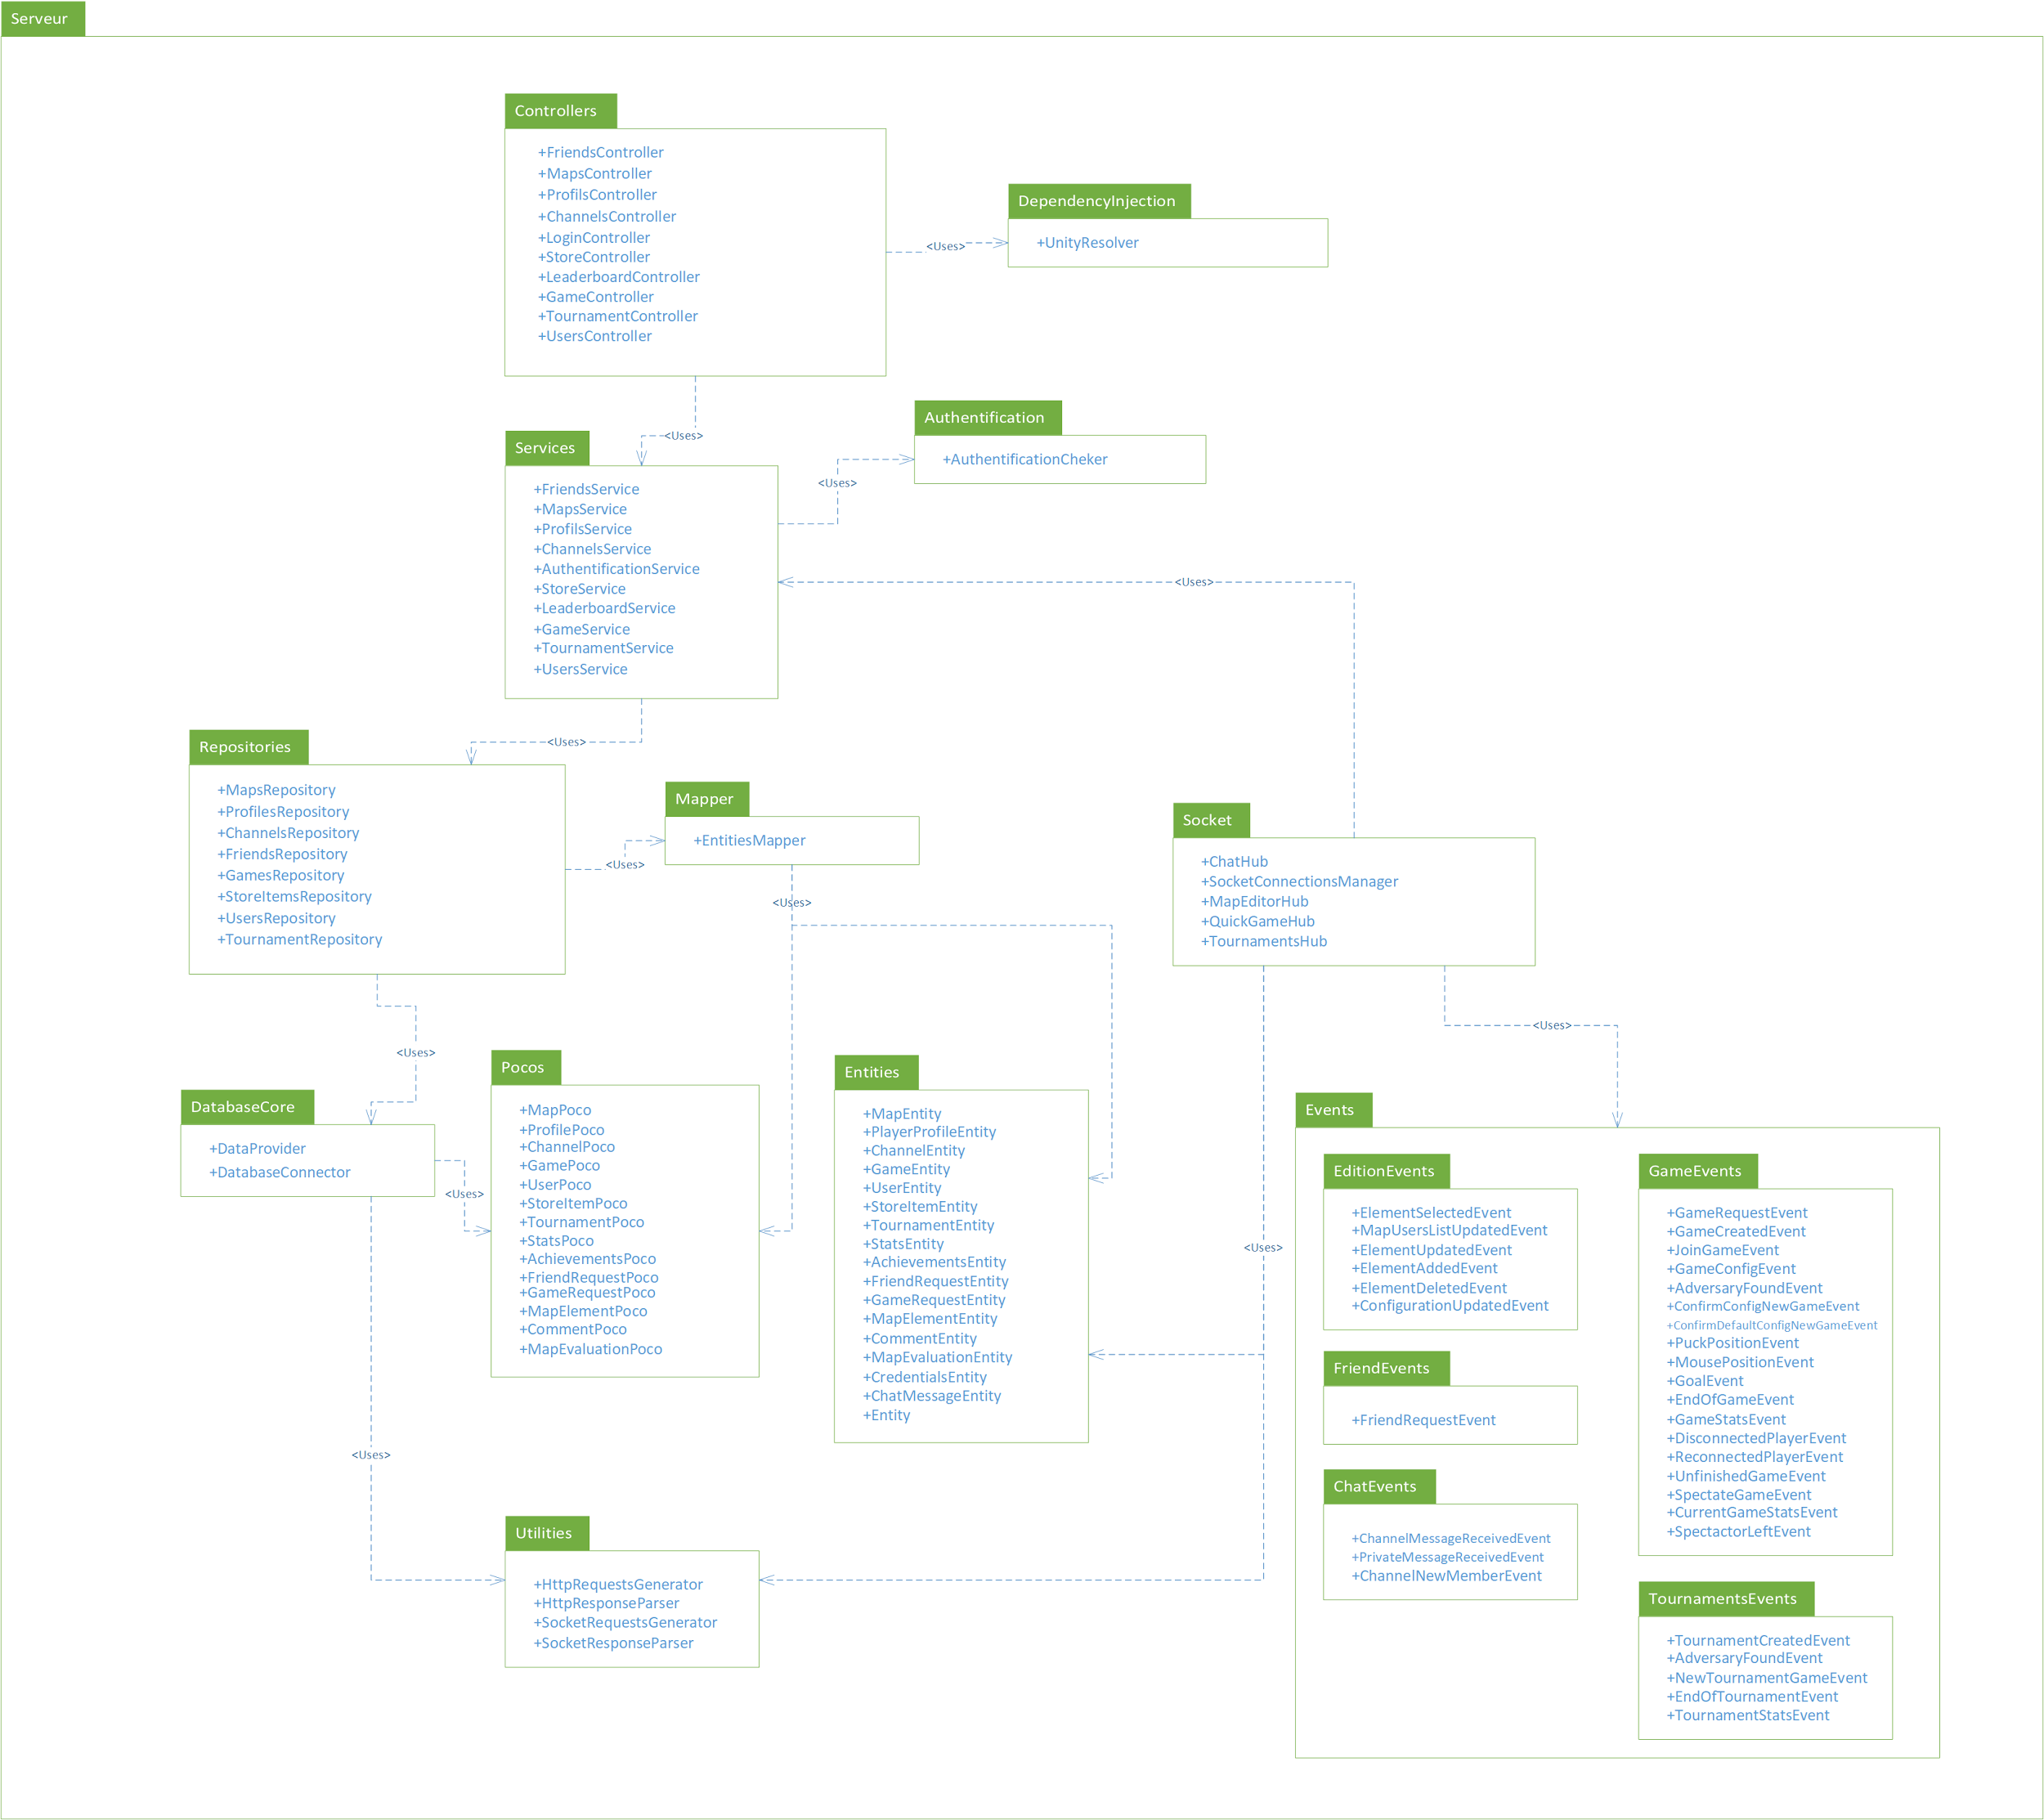 Serveur
Controllers
+FriendsController
+MapsController
+ProfilsController
+ChannelsController
+LoginController
+StoreController
+LeaderboardController
+GameController
+TournamentController
+UsersController
<Uses>
DependencyInjection
+UnityResolver
<Uses>
Authentification
+AuthentificationCheker
<Uses>
Services
+FriendsService
+MapsService
+ProfilsService
+ChannelsService
+AuthentificationService
+StoreService
+LeaderboardService
+GameService
+TournamentService
+UsersService
<Uses>
<Uses>
Repositories
+MapsRepository
+ProfilesRepository
+ChannelsRepository
+FriendsRepository
+GamesRepository
+StoreItemsRepository
+UsersRepository
+TournamentRepository
<Uses>
Mapper
+EntitiesMapper
<Uses>
Socket
+ChatHub
+SocketConnectionsManager
+MapEditorHub
+QuickGameHub
+TournamentsHub
<Uses>
<Uses>
DatabaseCore
+DataProvider
+DatabaseConnector
<Uses>
Pocos
+MapPoco
+ProfilePoco
+ChannelPoco
+GamePoco
+UserPoco
+StoreItemPoco
+TournamentPoco
+StatsPoco
+AchievementsPoco
+FriendRequestPoco
+GameRequestPoco
+MapElementPoco
+CommentPoco
+MapEvaluationPoco
Entities
+MapEntity
+PlayerProfileEntity
+ChannelEntity
+GameEntity
+UserEntity
+StoreItemEntity
+TournamentEntity
+StatsEntity
+AchievementsEntity
+FriendRequestEntity
+GameRequestEntity
+MapElementEntity
+CommentEntity
+MapEvaluationEntity
+CredentialsEntity
+ChatMessageEntity
+Entity
<Uses>
<Uses>
Utilities
+HttpRequestsGenerator
+HttpResponseParser
+SocketRequestsGenerator
+SocketResponseParser
Events
EditionEvents
+ElementSelectedEvent
+MapUsersListUpdatedEvent
+ElementUpdatedEvent
+ElementAddedEvent
+ElementDeletedEvent
+ConfigurationUpdatedEvent
FriendEvents
+FriendRequestEvent
ChatEvents
+ChannelMessageReceivedEvent
+PrivateMessageReceivedEvent
+ChannelNewMemberEvent
GameEvents
+GameRequestEvent
+GameCreatedEvent
+JoinGameEvent
+GameConfigEvent
+AdversaryFoundEvent
+ConfirmConfigNewGameEvent
+ConfirmDefaultConfigNewGameEvent
+PuckPositionEvent
+MousePositionEvent
+GoalEvent
+EndOfGameEvent
+GameStatsEvent
+DisconnectedPlayerEvent
+ReconnectedPlayerEvent
+UnfinishedGameEvent
+SpectateGameEvent
+CurrentGameStatsEvent
+SpectactorLeftEvent
TournamentsEvents
+TournamentCreatedEvent
+AdversaryFoundEvent
+NewTournamentGameEvent
+EndOfTournamentEvent
+TournamentStatsEvent